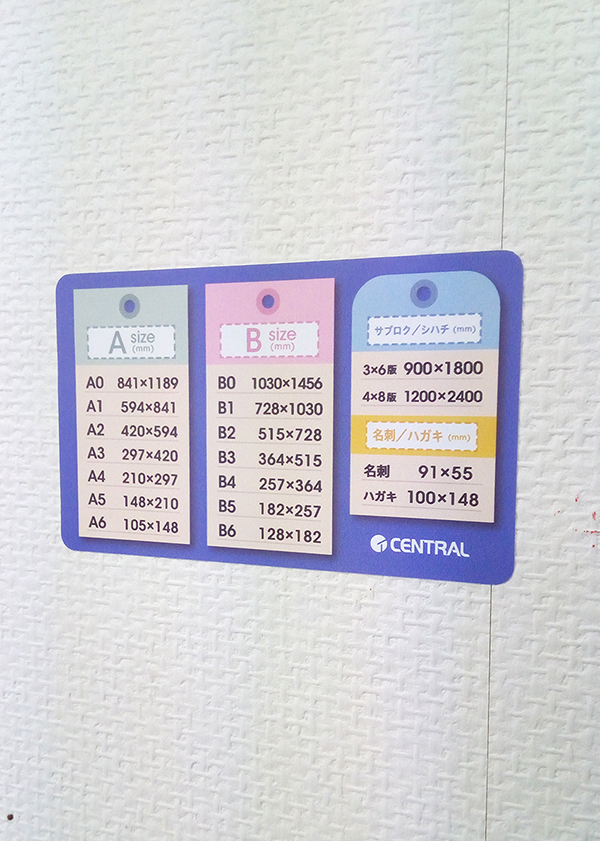 A size
(mm)
A0 841×1189
A1 594×841
A2 420×594
A3 297×420
A4 210×297
A5 148×210
A6 105×148
B size
(mm)
B0 1030×1456
B1 728×1030
B2 515×728
B3 364×515
B4 257×364
B5 182×257
B6 128×182
サブロク／シハチ (mm)
3×6版 900×1800
4×8版 1200×2400
名刺／ハガキ (mm)
名刺 91×55
ハガキ 100×148
CENTRAL